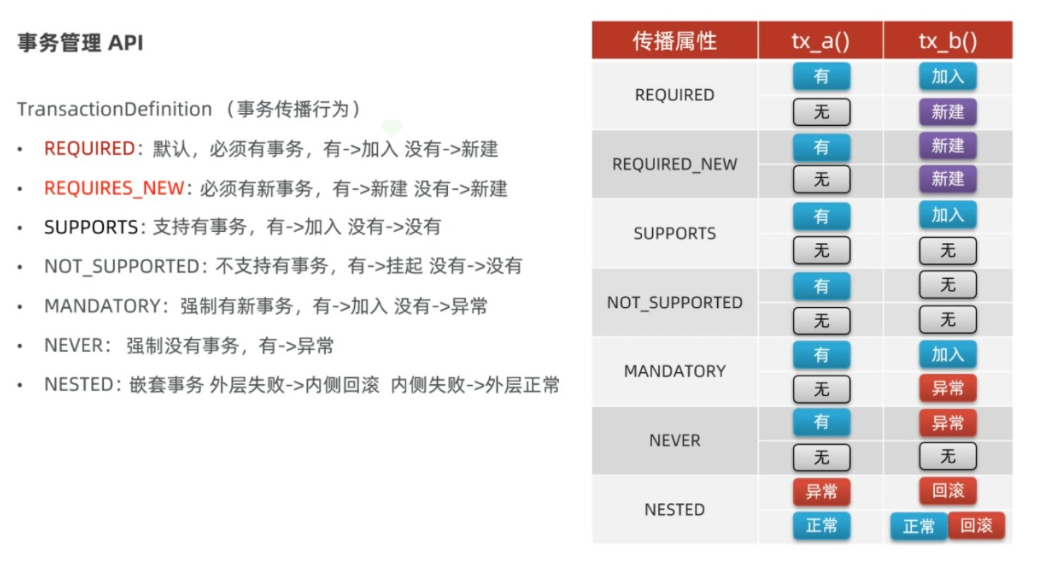 事务管理 API
TransactionDefinition （事务传播行为）
• REQUIRED：默认，必须有事务，有->加入 没有->新建
• REQUIRES_NEW：必须有新事务，有->新建 没有->新建
• SUPPORTS：支持有事务，有->加入 没有->没有
• NOT_SUPPORTED：不支持有事务，有->挂起 没有->没有
• MANDATORY：强制有新事务，有->加入 没有->异常
• NEVER： 强制没有事务，有->异常
• NESTED：嵌套事务 外层失败->内侧回滚 内侧失败->外层正常
传播属性 tx_a() tx_b()
REQUIRED
有 加入
无 新建
REQUIRED_NEW
有 新建
无 新建
SUPPORTS
有 加入
无 无
NOT_SUPPORTED
有 无
无 无
MANDATORY
有 加入
无 异常
NEVER
有 异常
无 无
NESTED
异常 回滚
正常 正常 回滚